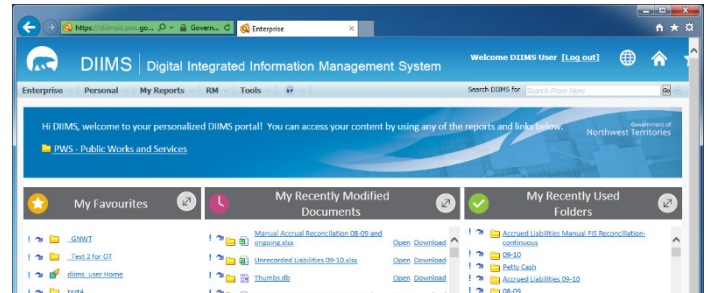 https://diimst.pws.go...
Govern...
Enterprise
DIIMS Digital Integrated Information Management System
Welcome DIIMS User [Log out]
Enterprise Personal My Reports RM Tools
Search DIIMS for Search From Here Go
Hi DIIMS, welcome to your personalized DIIMS portal! You can access your content by using any of the reports and links below.
Government of
Northwest Territories
PWS - Public Works and Services
My Favourites
GNWT
Test 2 for OT
diims_user Home
test4
My Recently Modified
Documents
Manual Accrual Reconcilation 08-09 and
ongoing.xlsx Open Download
Unrecorded Liabilities 09-10.xlsx Open Download
Thumbs.db Open Download
My Recently Used
Folders
Accrued Liabilities Manual FIS Reconciliation-
continuous
09-10
Petty Cash
Accrued Liabilities 09-10
08-09